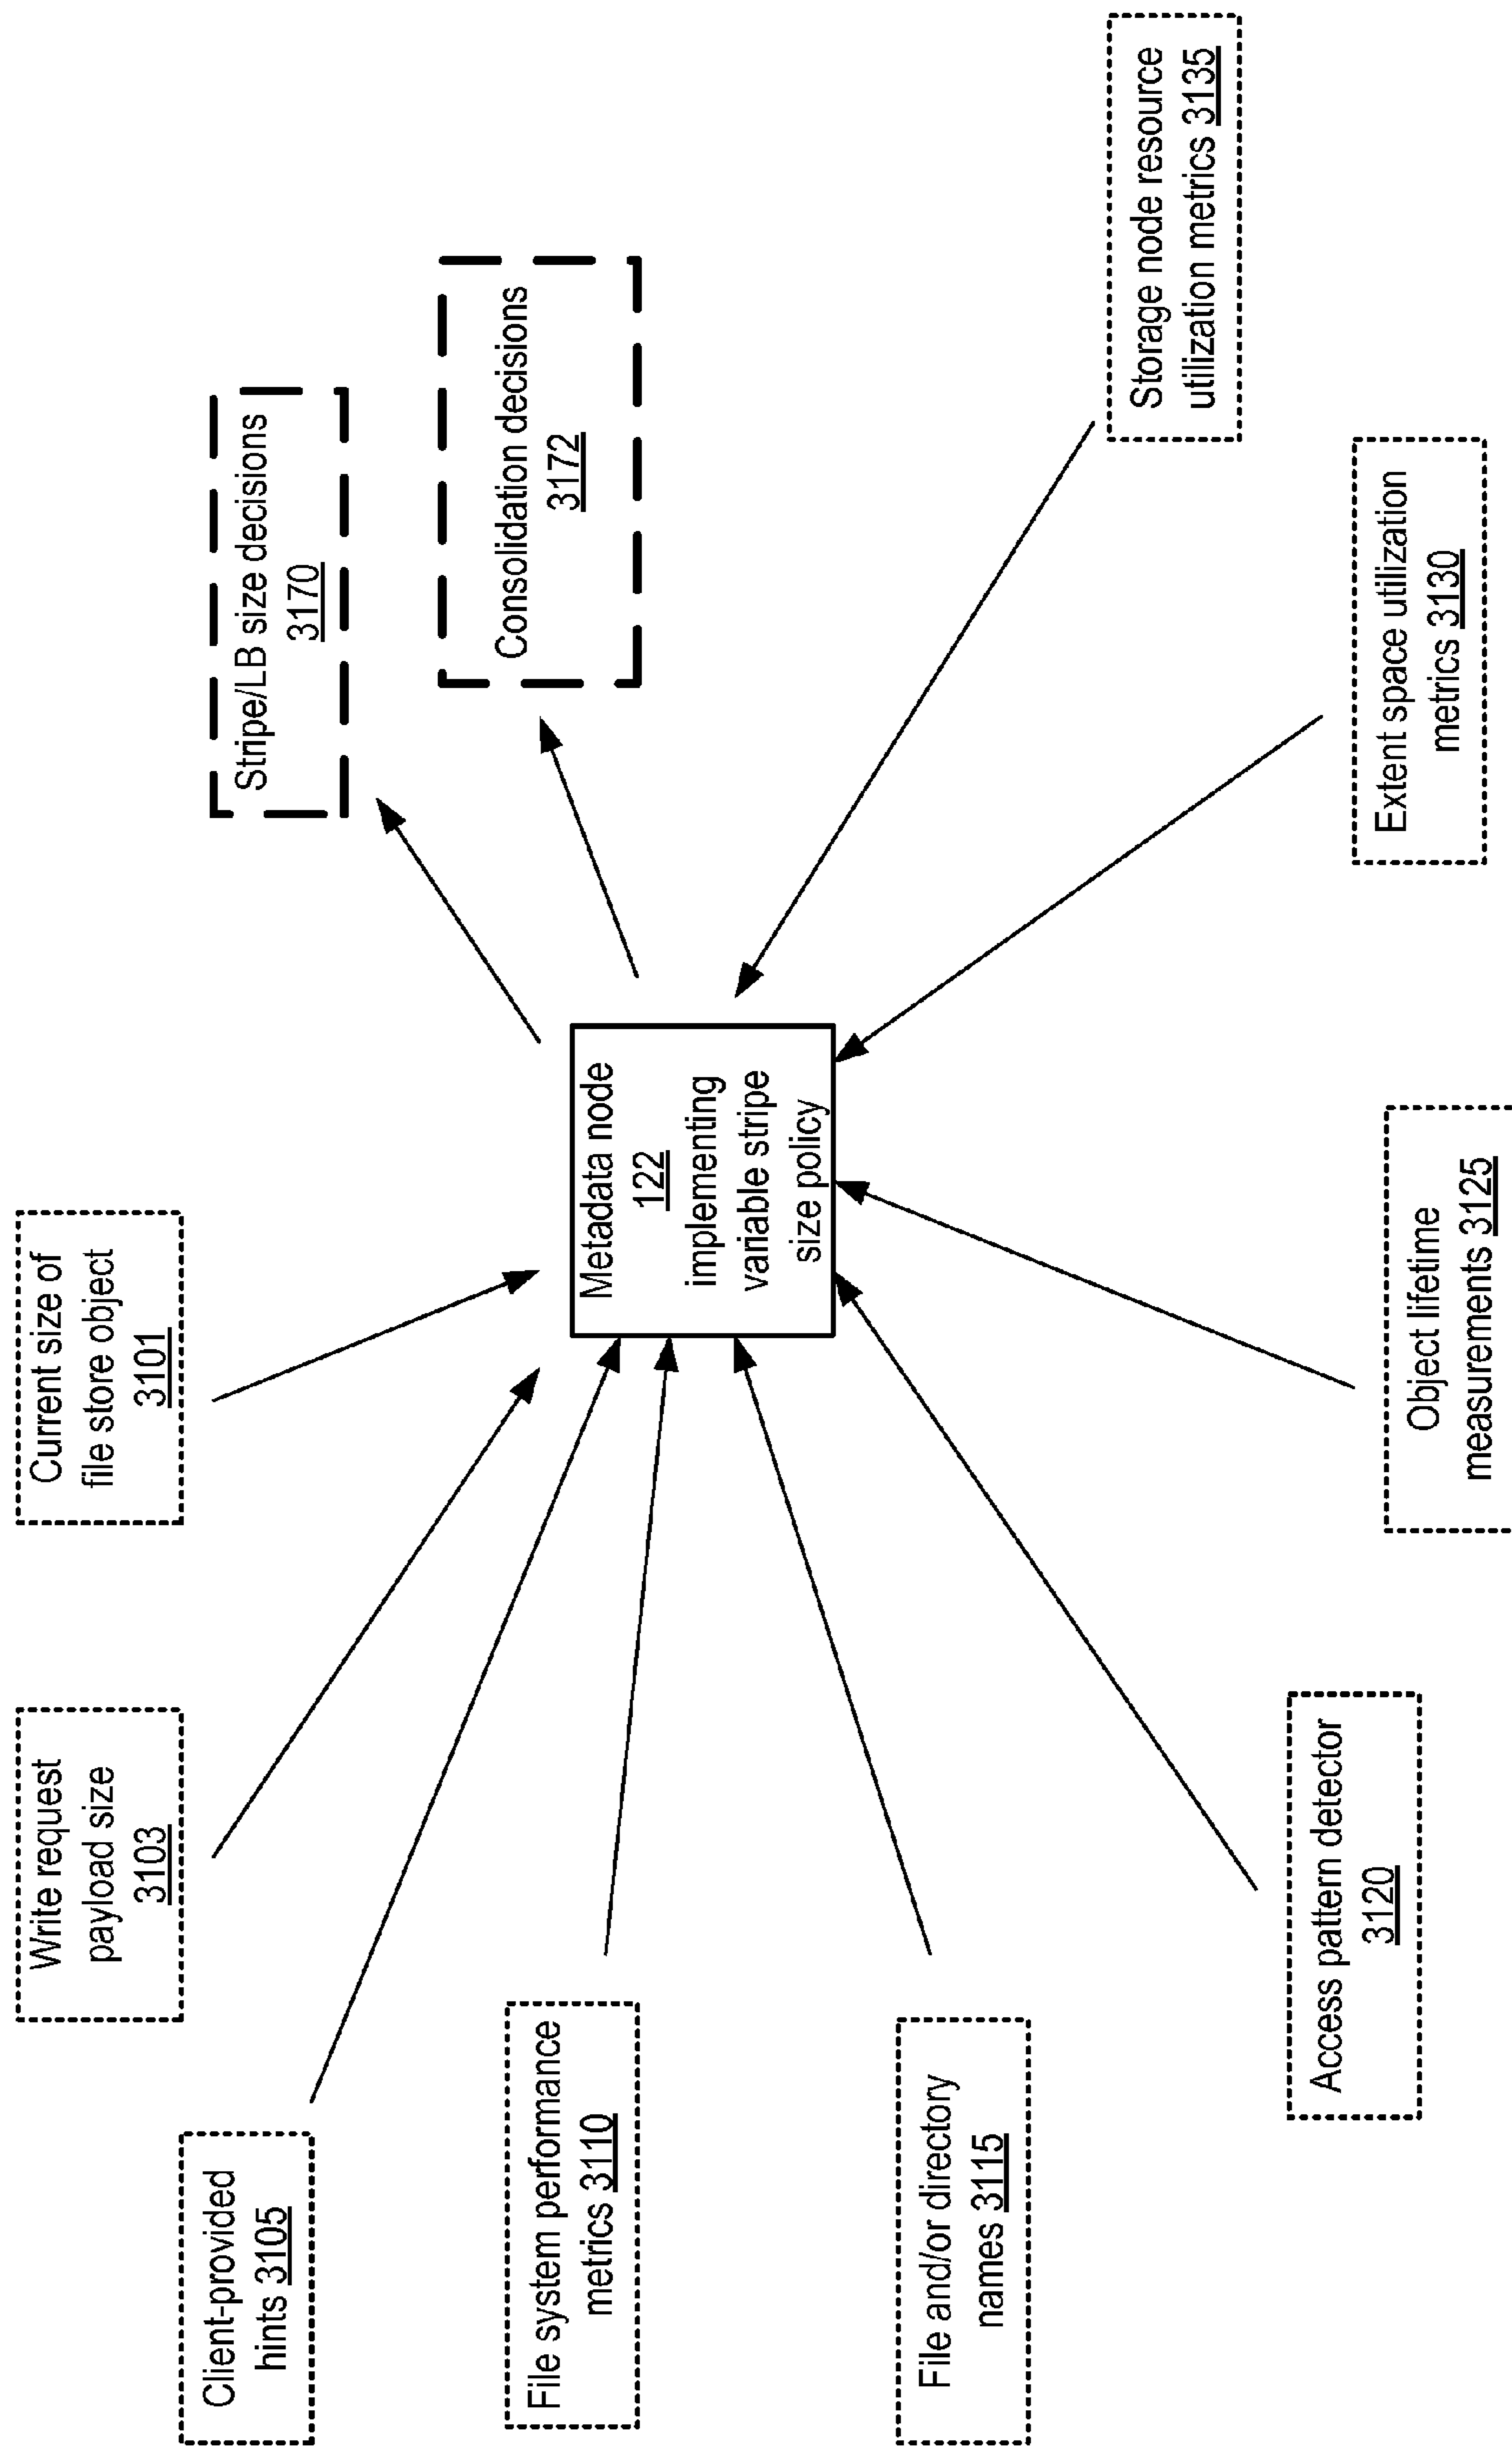 Current size of
file store object
3101
Write request
payload size
3103
Client-provided
hints 3105
File system performance
metrics 3110
File and/or directory
names 3115
Access pattern detector
3120
Object lifetime
measurements 3125
Extent space utilization
metrics 3130
Storage node resource
utilization metrics 3135
Metadata node
122
implementing
variable stripe
size policy
Stripe/LB size decisions
3170
Consolidation decisions
3172